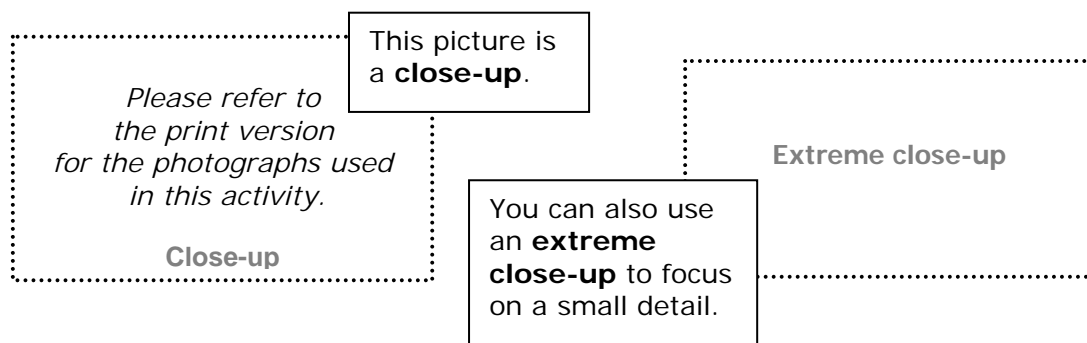 This picture is
a close-up.
Please refer to
the print version
for the photographs used
in this activity.
Close-up
Extreme close-up
You can also use
an extreme
close-up to focus
on a small detail.